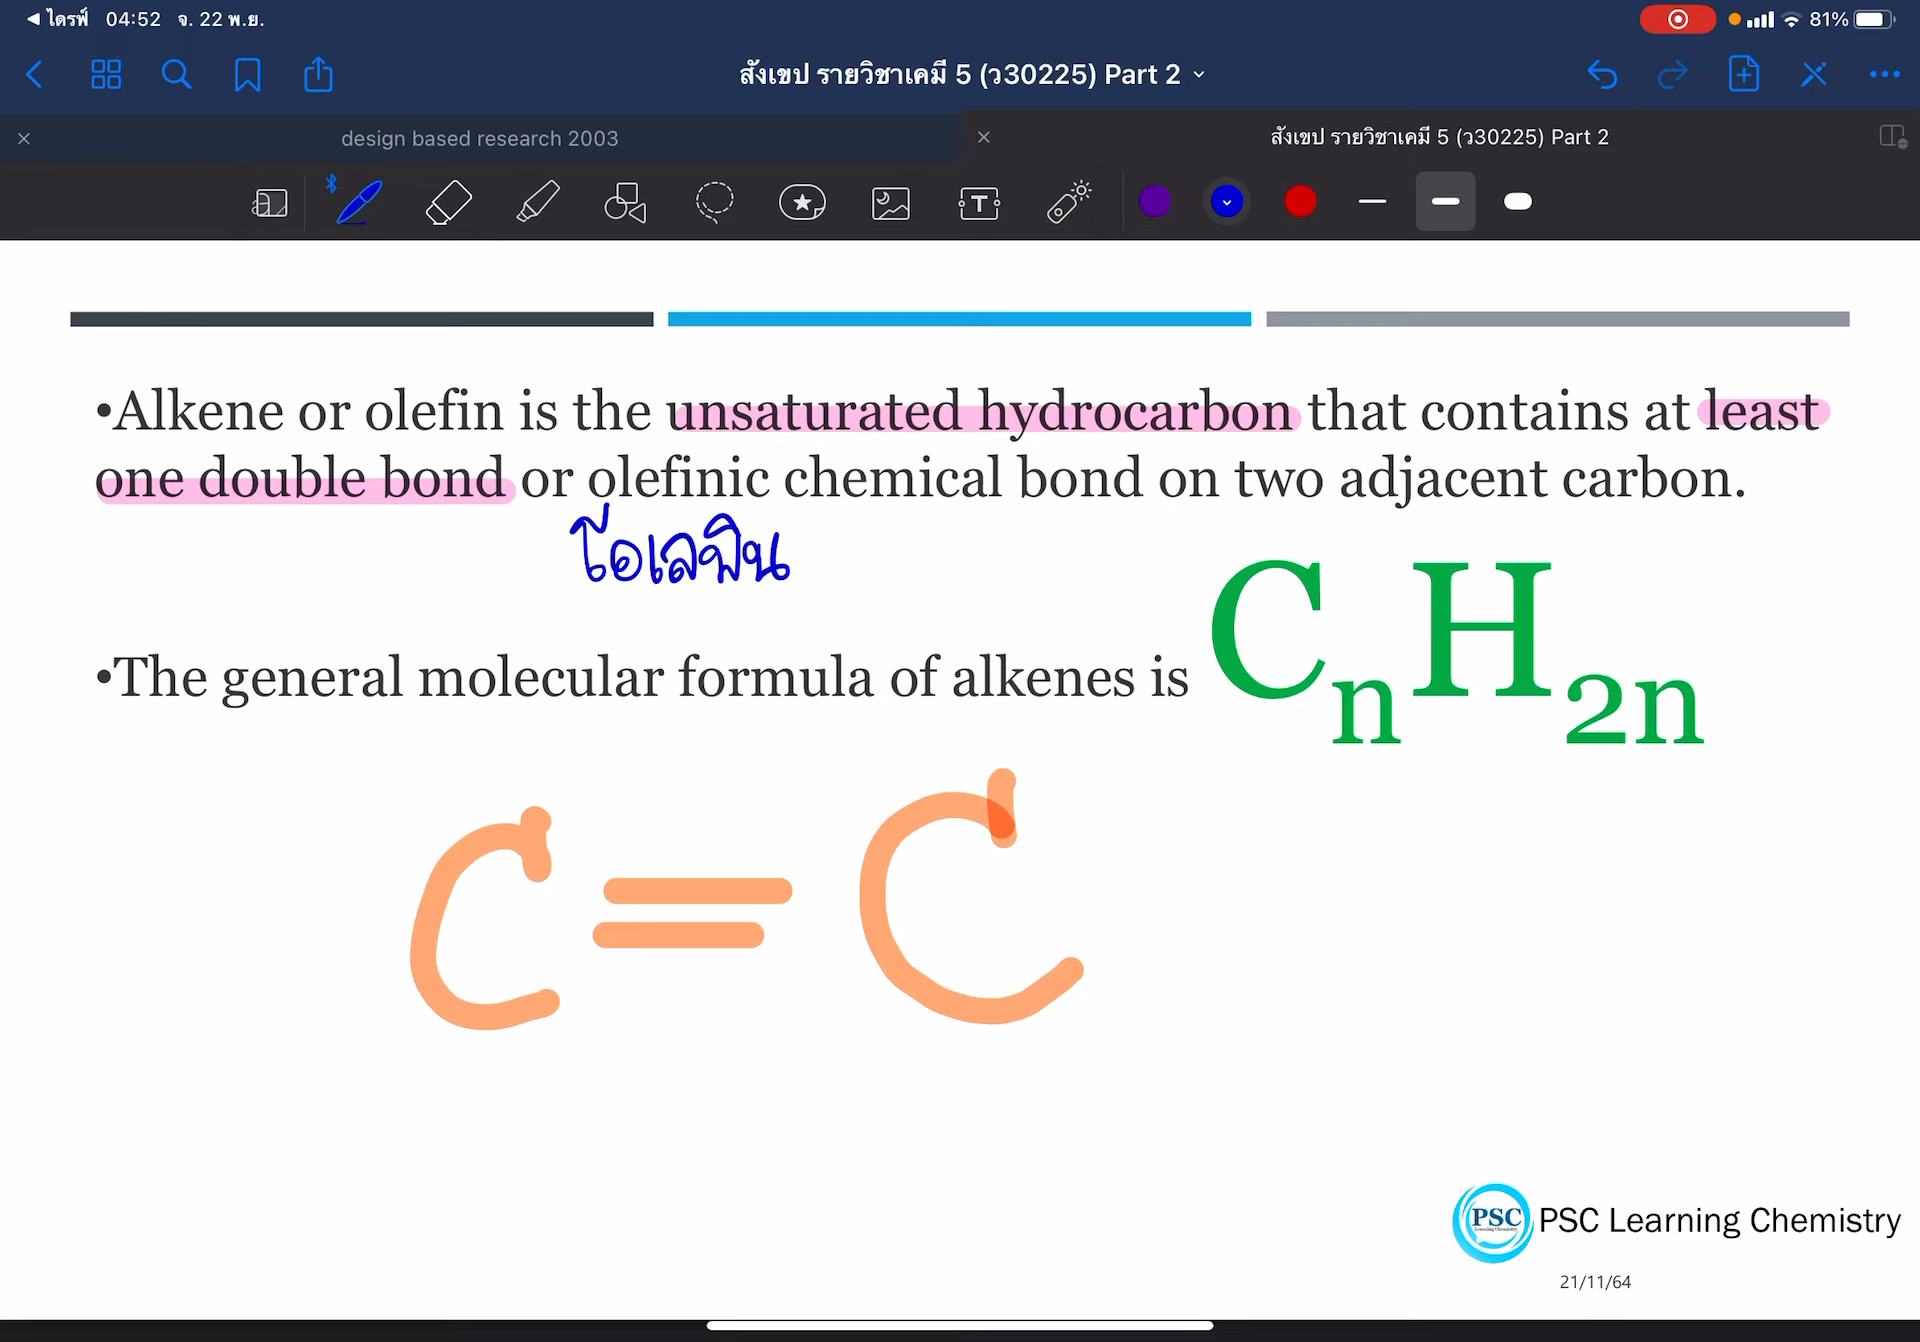 ◀ ไดรฟ์ 04:52 จ. 22 พ.ย. 81%
สังเขป รายวิชาเคมี 5 (ว30225) Part 2
design based research 2003
สังเขป รายวิชาเคมี 5 (ว30225) Part 2
•Alkene or olefin is the unsaturated hydrocarbon that contains at least
one double bond or olefinic chemical bond on two adjacent carbon.
โอเลฟิน
•The general molecular formula of alkenes is CnH2n
C = C
PSC PSC Learning Chemistry
21/11/64